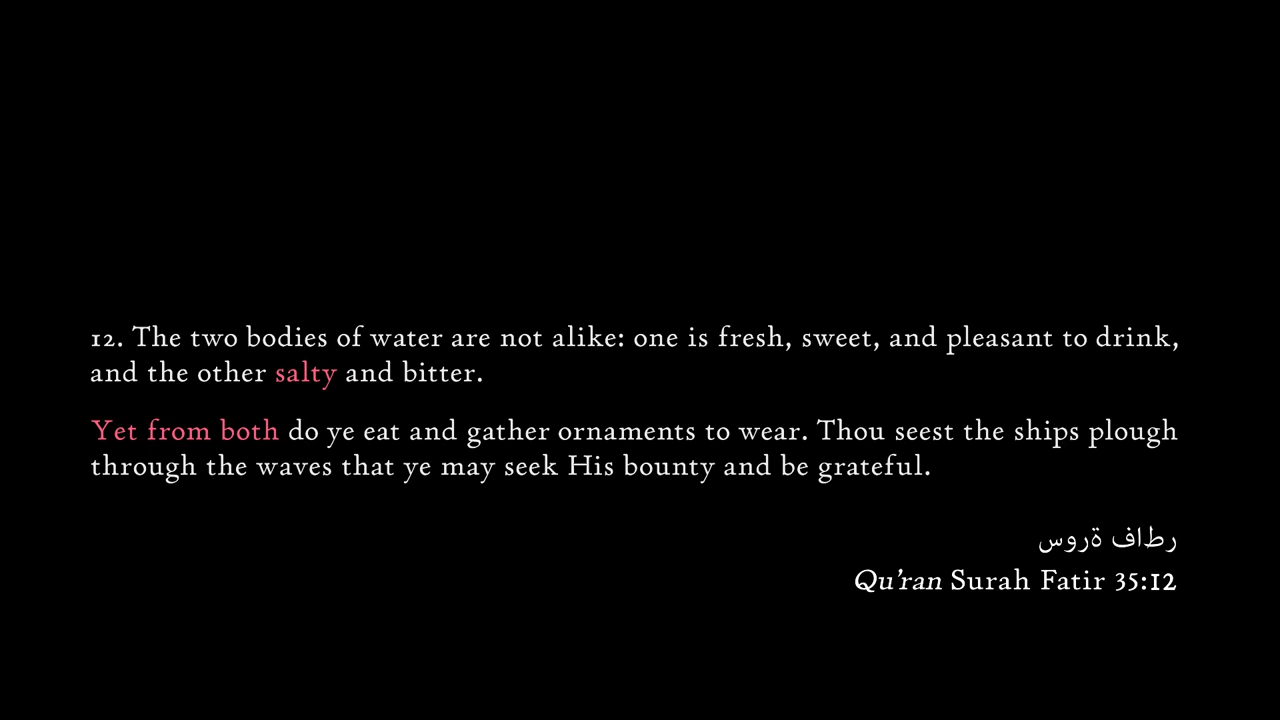 12. The two bodies of water are not alike: one is fresh, sweet, and pleasant to drink,
and the other salty and bitter.
Yet from both do ye eat and gather ornaments to wear. Thou seest the ships plough
through the waves that ye may seek His bounty and be grateful.
رطاف ةروس
Qu’ran Surah Fatir 35:12